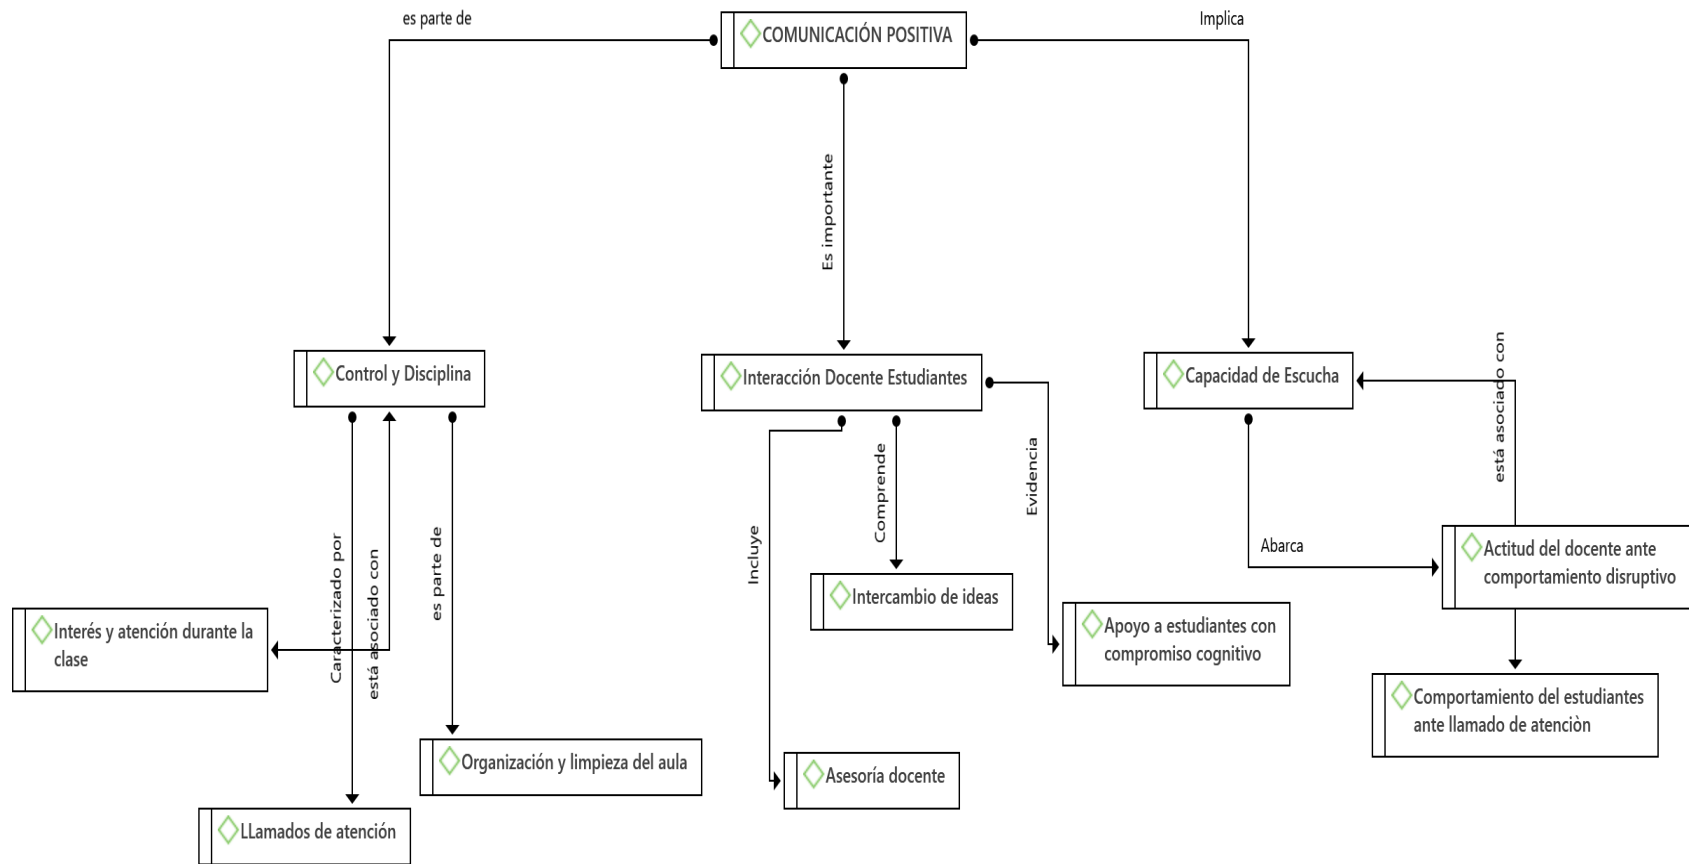 es parte de
COMUNICACIÓN POSITIVA
Implica
Es importante
Control y Disciplina
Interacción Docente Estudiantes
Capacidad de Escucha
está asociado con
Caracterizado por
está asociado con
es parte de
Incluye
Comprende
Evidencia
Abarca
Actitud del docente ante
comportamiento disruptivo
Interés y atención durante la
clase
Intercambio de ideas
Apoyo a estudiantes con
compromiso cognitivo
Comportamiento del estudiantes
ante llamado de atenciòn
Organización y limpieza del aula
Asesoría docente
LLamados de atención